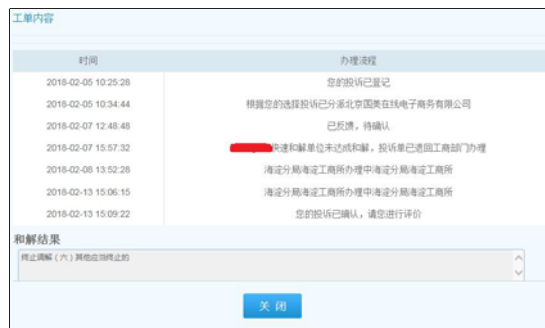 工单内容
时间 办理流程
2018-02-05 10:25:28 您的投诉已登记
2018-02-05 10:34:44 根据您的选择投诉已分派北京国美在线电子商务有限公司
2018-02-07 12:48:48 已反馈，待确认
2018-02-07 15:57:32 快速和解单位未达成和解，投诉单已退回工商部门办理
2018-02-08 13:52:28 海淀分局海淀工商所办理中海淀分局海淀工商所
2018-02-13 15:06:15 海淀分局海淀工商所办理中海淀分局海淀工商所
2018-02-13 15:09:22 您的投诉已确认，请您进行评价
和解结果
终止调解（六）其他应当终止的
关 闭